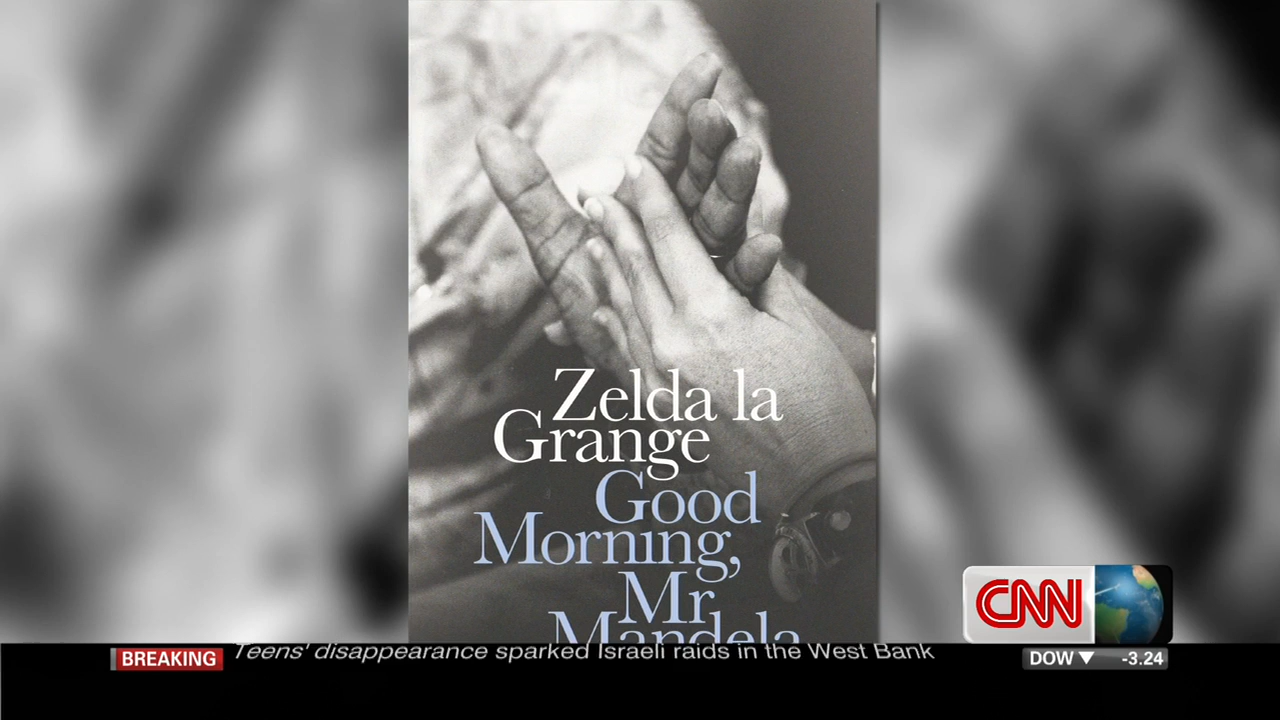 Zelda la
Grange
Good
Morning,
Mr
Mandela
CNN
BREAKING
Teens' disappearance sparked Israeli raids in the West Bank
DOW ▼ -3.24